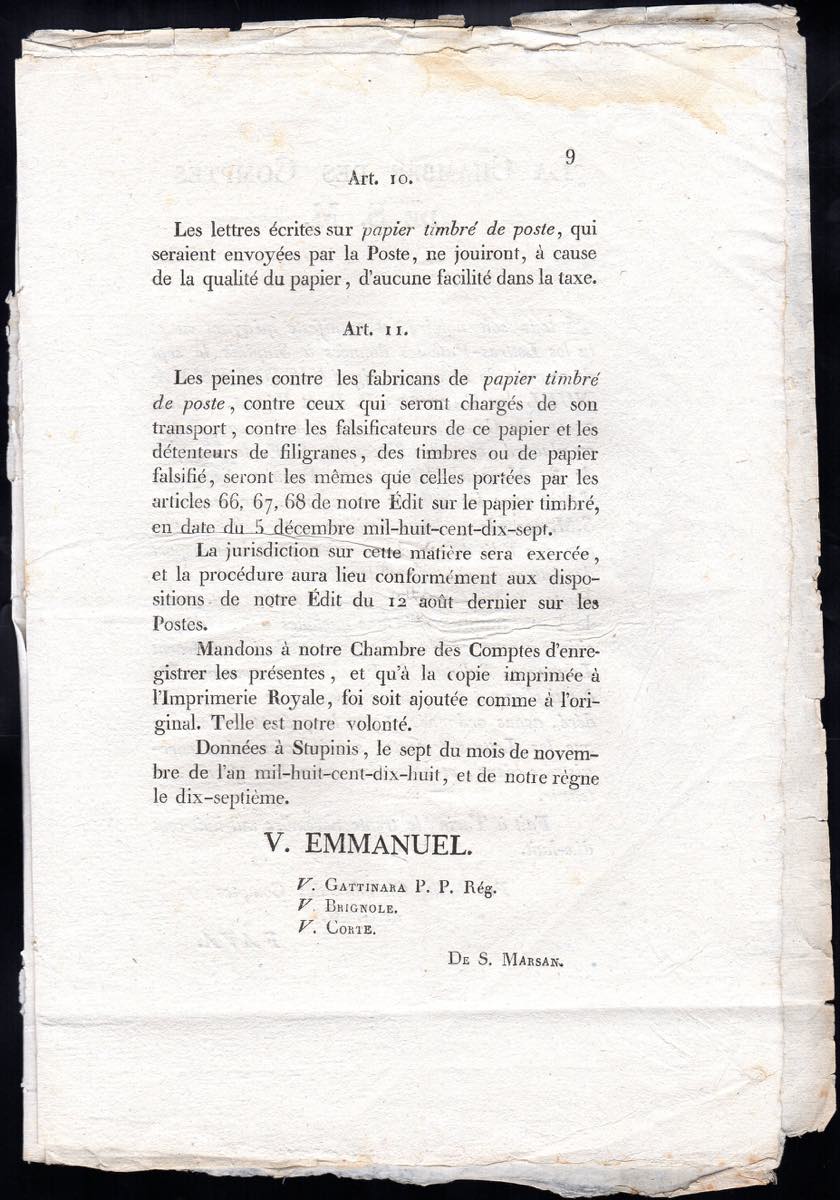 9
Art. 10.
Les lettres écrites sur papier timbré de poste, qui
seraient envoyées par la Poste, ne jouiront, à cause
de la qualité du papier, d'aucune facilité dans la taxe.
Art. 11.
Les peines contre les fabricans de papier timbré
de poste, contre ceux qui seront chargés de son
transport, contre les falsificateurs de ce papier et les
détenteurs de filigranes, des timbres ou de papier
falsifié, seront les mêmes que celles portées par les
articles 66, 67, 68 de notre Édit sur le papier timbré,
en date du 5 décembre mil-huit-cent-dix-sept.
La jurisdiction sur cette matière sera exercée,
et la procédure aura lieu conformément aux dispo-
sitions de notre Édit du 12 août dernier sur les
Postes.
Mandons à notre Chambre des Comptes d'enre-
gistrer les présentes, et qu'à la copie imprimée à
l'Imprimerie Royale, foi soit ajoutée comme à l'ori-
ginal. Telle est notre volonté.
Données à Stupinis, le sept du mois de novem-
bre de l'an mil-huit-cent-dix-huit, et de notre règne
le dix-septième.
V. EMMANUEL.
V. GATTINARA P. P. Rég.
V. BRIGNOLE.
V. CORTE.
DE S. MARSAN.